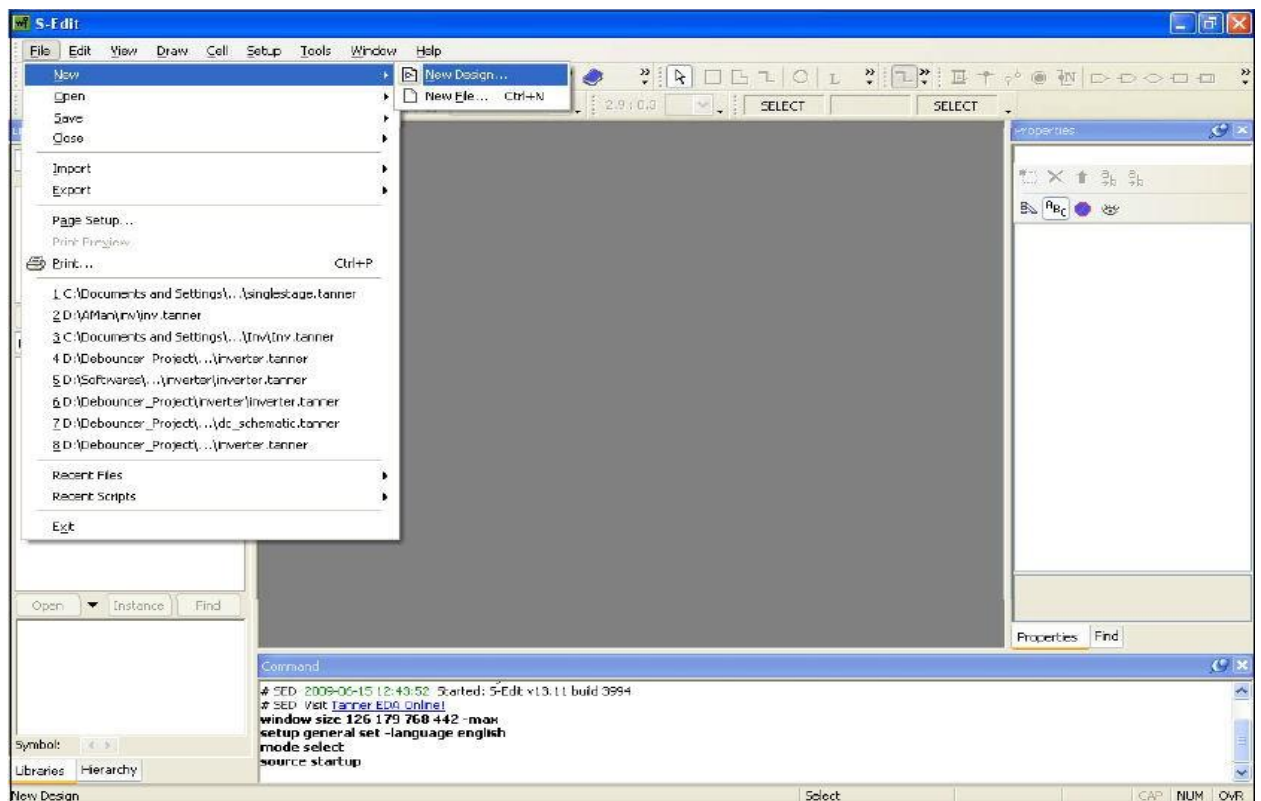 S-Edit
File Edit View Draw Cell Setup Tools Window Help
New
New Design...
Open
New File... Ctrl+N
Save
Close
Import
Export
Page Setup...
Print Preview
Print... Ctrl+P
1 C:\Documents and Settings\...\singlestage.tanner
2 D:\AMan\inv\inv.tanner
3 C:\Documents and Settings\...\Inv\Inv.tanner
4 D:\Debouncer_Project\...\inverter.tanner
5 D:\Softwares\...\inverter\inverter.tanner
6 D:\Debouncer_Project\inverter\inverter.tanner
7 D:\Debouncer_Project\...\dc_schematic.tanner
8 D:\Debouncer_Project\...\inverter.tanner
Recent Files
Recent Scripts
Exit
SELECT SELECT
Properties
Open Instance Find
Symbol:
Libraries Hierarchy
Properties Find
Command
# SED 2009-06-15 12:43:52 Started: S-Edit v13.11 build 3994
# SED Visit Tanner EDA Online!
window size 126 179 768 442 -max
setup general set -language english
mode select
source startup
New Design Select CAP NUM OVR